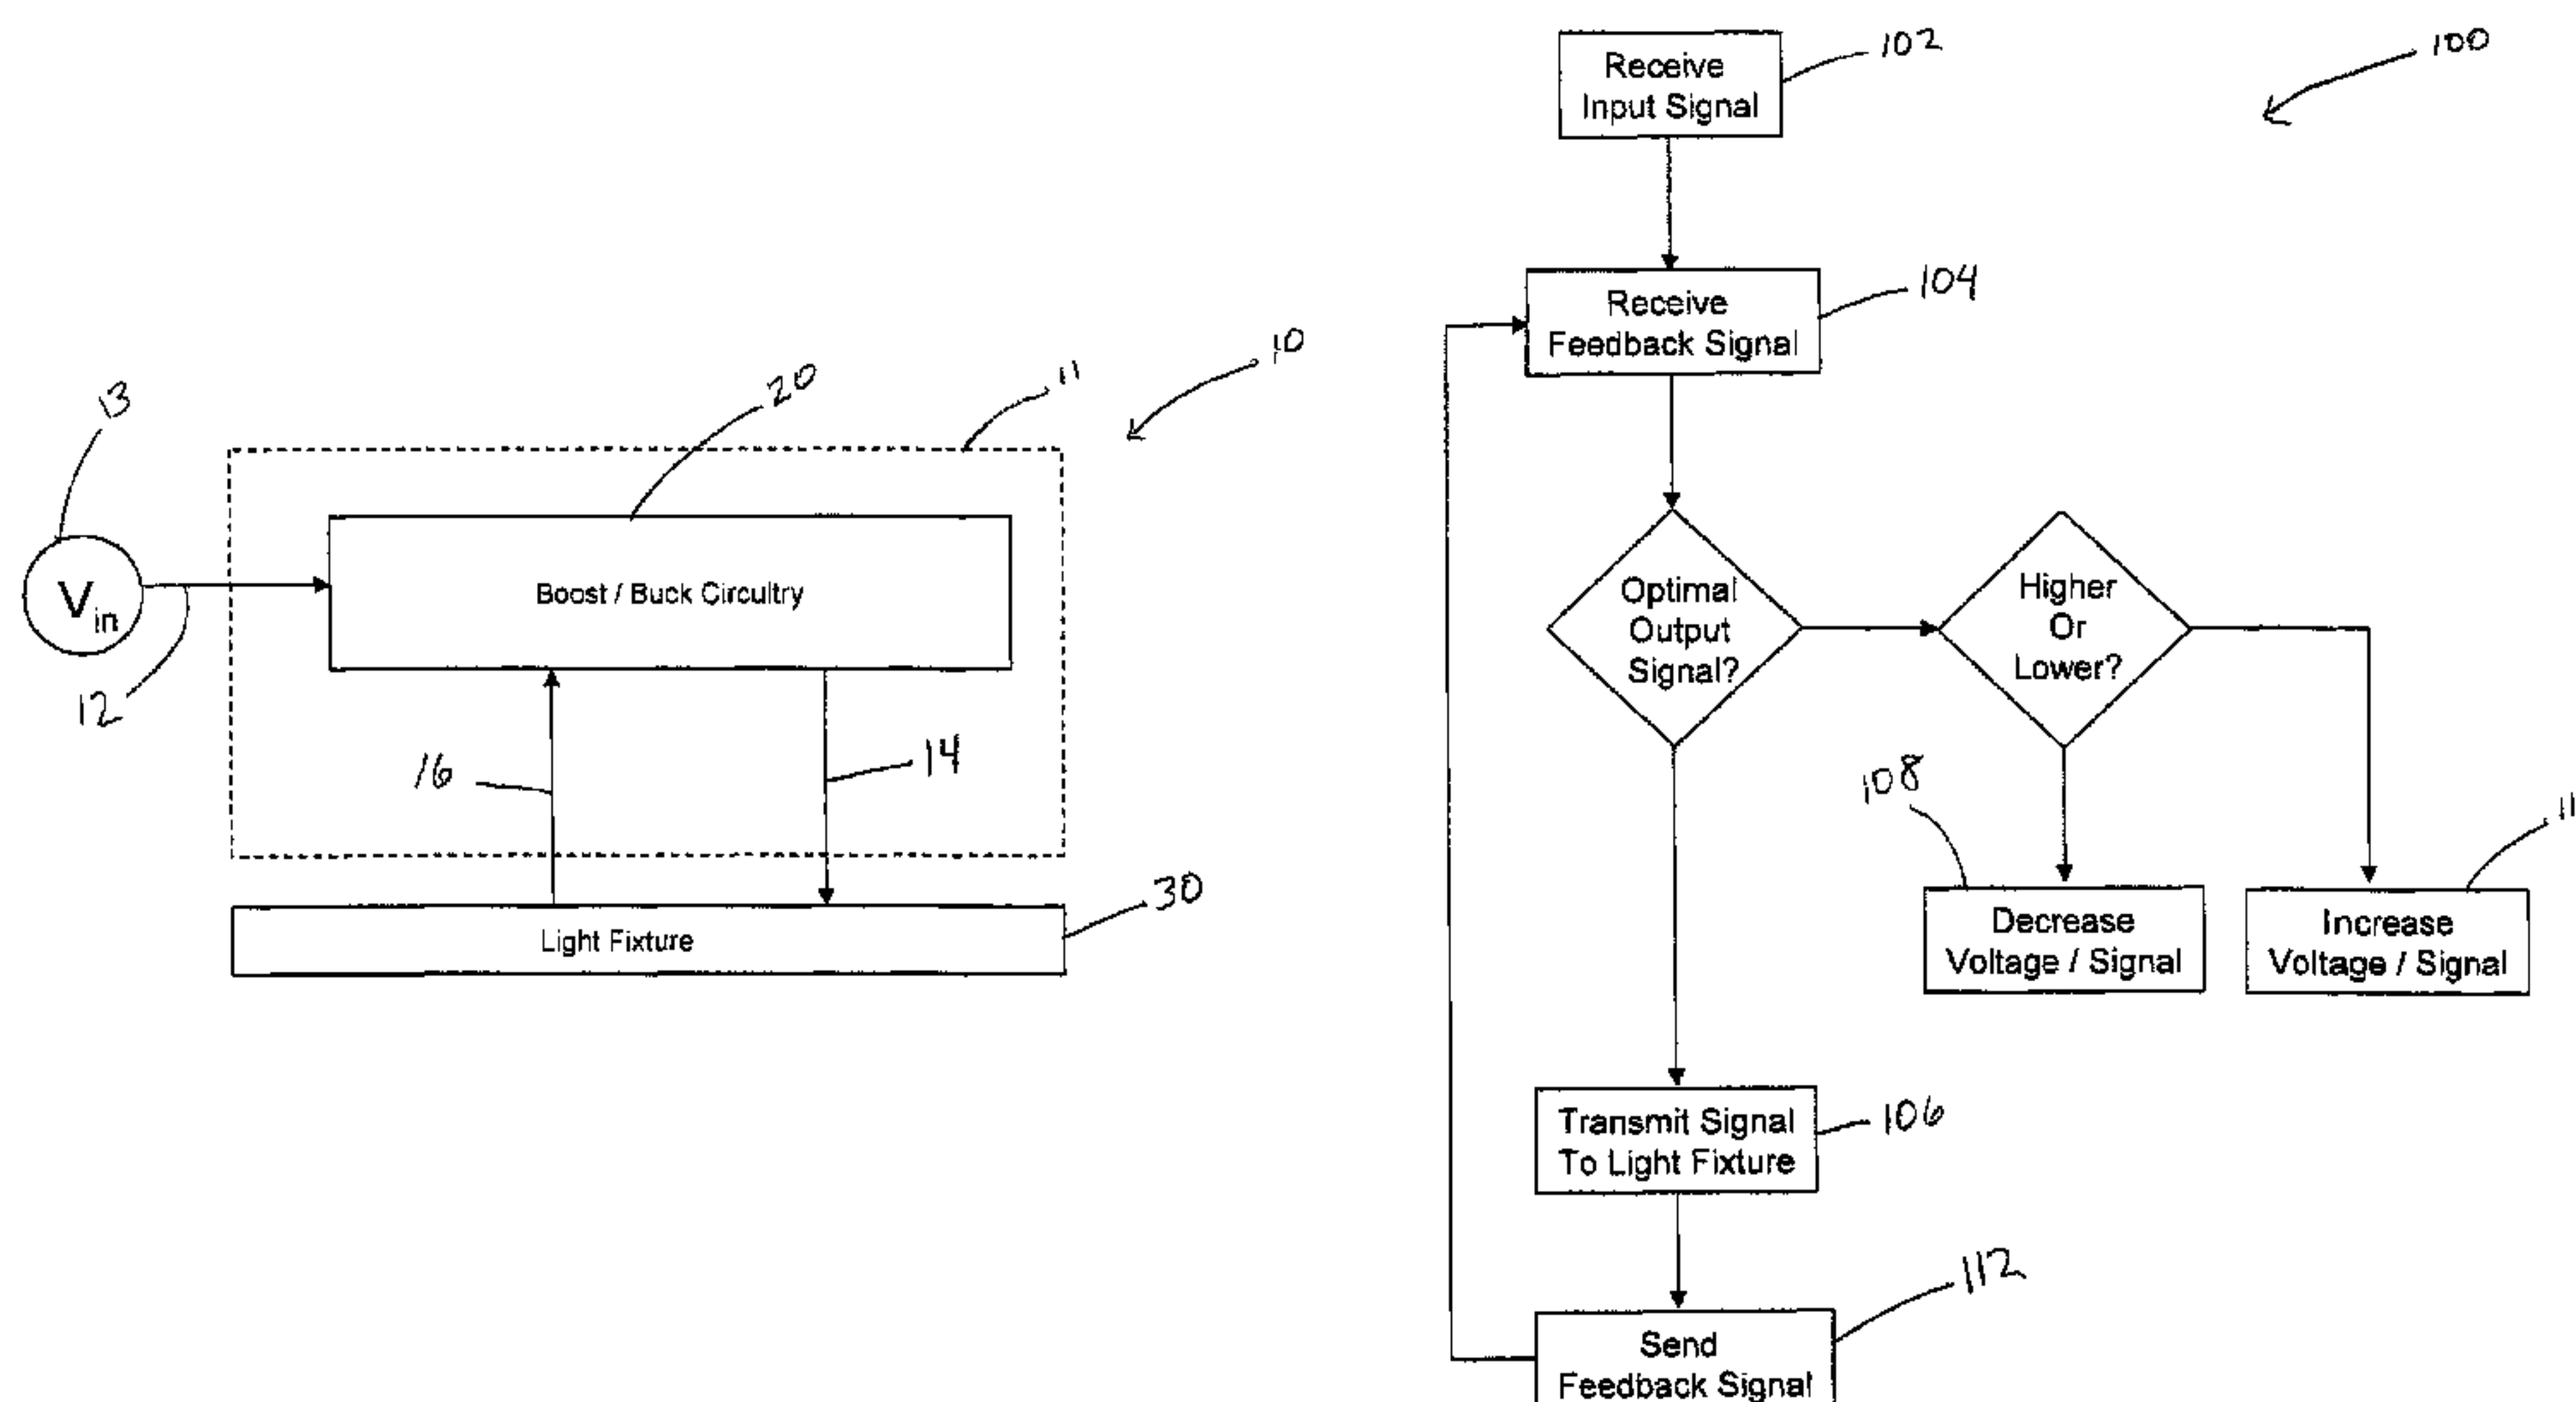 13
V in
12
20
11
10
Boost / Buck Circuitry
16
14
30
Light Fixture
100
102
Receive
Input Signal
104
Receive
Feedback Signal
Optimal
Output
Signal?
Higher
Or
Lower?
108
11
Decrease
Voltage / Signal
Increase
Voltage / Signal
106
Transmit Signal
To Light Fixture
112
Send
Feedback Signal